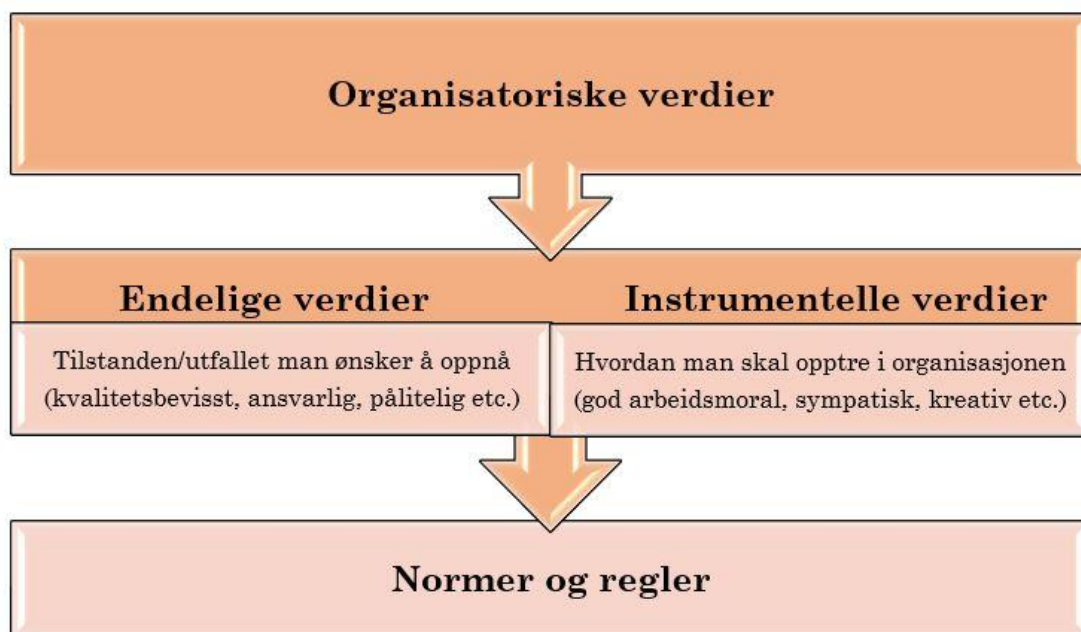 Organisatoriske verdier
Endelige verdier
Tilstanden/utfallet man ønsker å oppnå
(kvalitetsbevisst, ansvarlig, pålitelig etc.)
Instrumentelle verdier
Hvordan man skal opptre i organisasjonen
(god arbeidsmoral, sympatisk, kreativ etc.)
Normer og regler